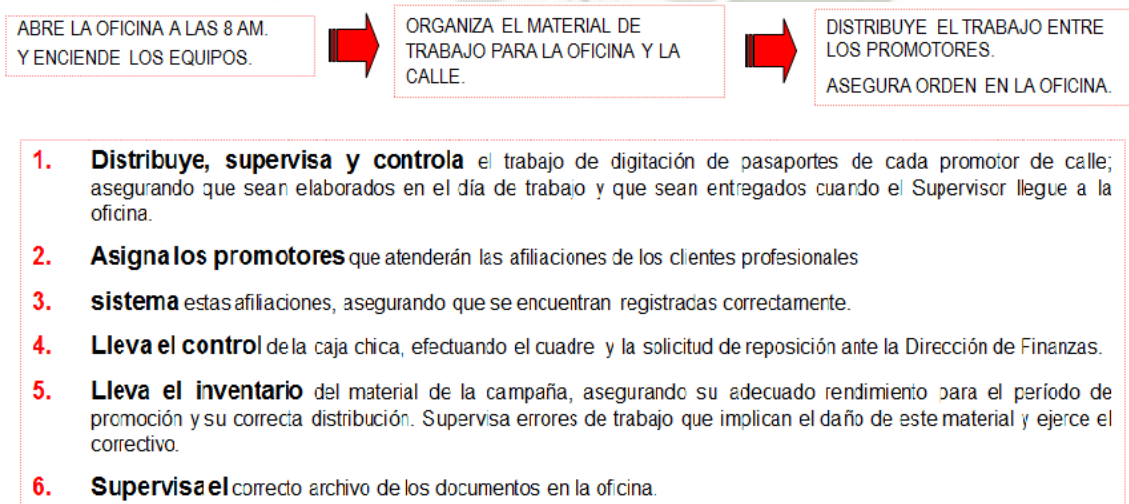 ABRE LA OFICINA A LAS 8 AM.
Y ENCIENDE LOS EQUIPOS.
ORGANIZA EL MATERIAL DE
TRABAJO PARA LA OFICINA Y LA
CALLE.
DISTRIBUYE EL TRABAJO ENTRE
LOS PROMOTORES.
ASEGURA ORDEN EN LA OFICINA.
1. Distribuye, supervisa y controla el trabajo de digitación de pasaportes de cada promotor de calle;
asegurando que sean elaborados en el día de trabajo y que sean entregados cuando el Supervisor llegue a la
oficina.
2. Asigna los promotores que atenderán las afiliaciones de los clientes profesionales
3. sistema estas afiliaciones, asegurando que se encuentran registradas correctamente.
4. Lleva el control de la caja chica, efectuando el cuadre y la solicitud de reposición ante la Dirección de Finanzas.
5. Lleva el inventario del material de la campaña, asegurando su adecuado rendimiento para el período de
promoción y su correcta distribución. Supervisa errores de trabajo que implican el daño de este material y ejerce el
correctivo.
6. Supervisa el correcto archivo de los documentos en la oficina.